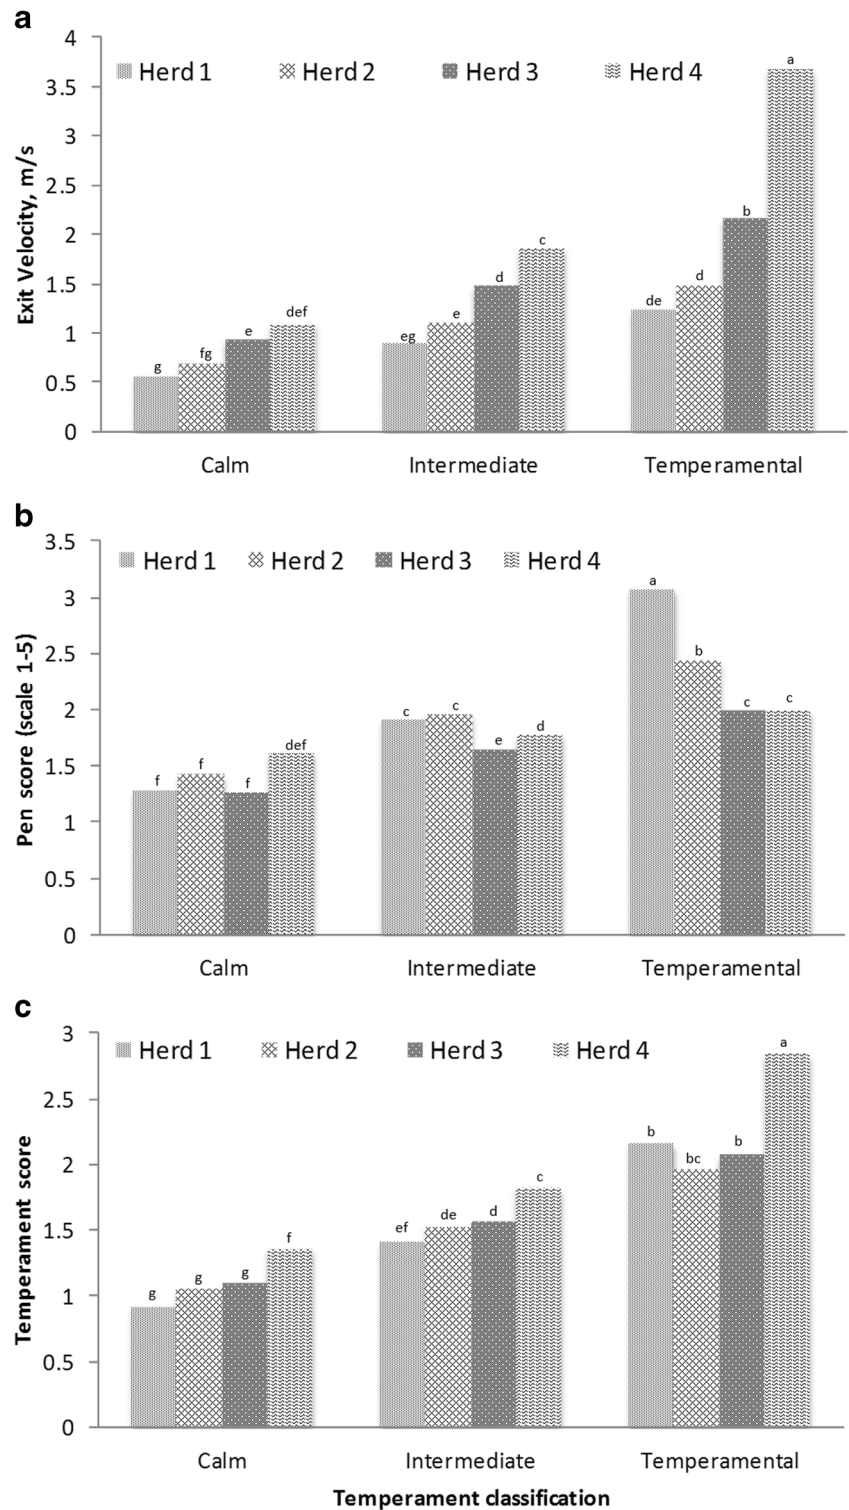 a
4
Herd 1 Herd 2 Herd 3 Herd 4
a
3.5
3
Exit Velocity, m/s
2.5
b
2
c
d d
1.5
de
def
e
e
eg
1
fg
g
0.5
0
Calm Intermediate Temperamental
b
3.5
Herd 1 Herd 2 Herd 3 Herd 4
a
3
Pen score (scale 1-5)
2.5
b
c c
2
c c
d
e
def
1.5
f f f
1
0.5
0
Calm Intermediate Temperamental
c
3
Herd 1 Herd 2 Herd 3 Herd 4
a
2.5
Temperament score
b bc b
2
c
ef de d
1.5
f
g g g
1
0.5
0
Calm Intermediate Temperamental
Temperament classification